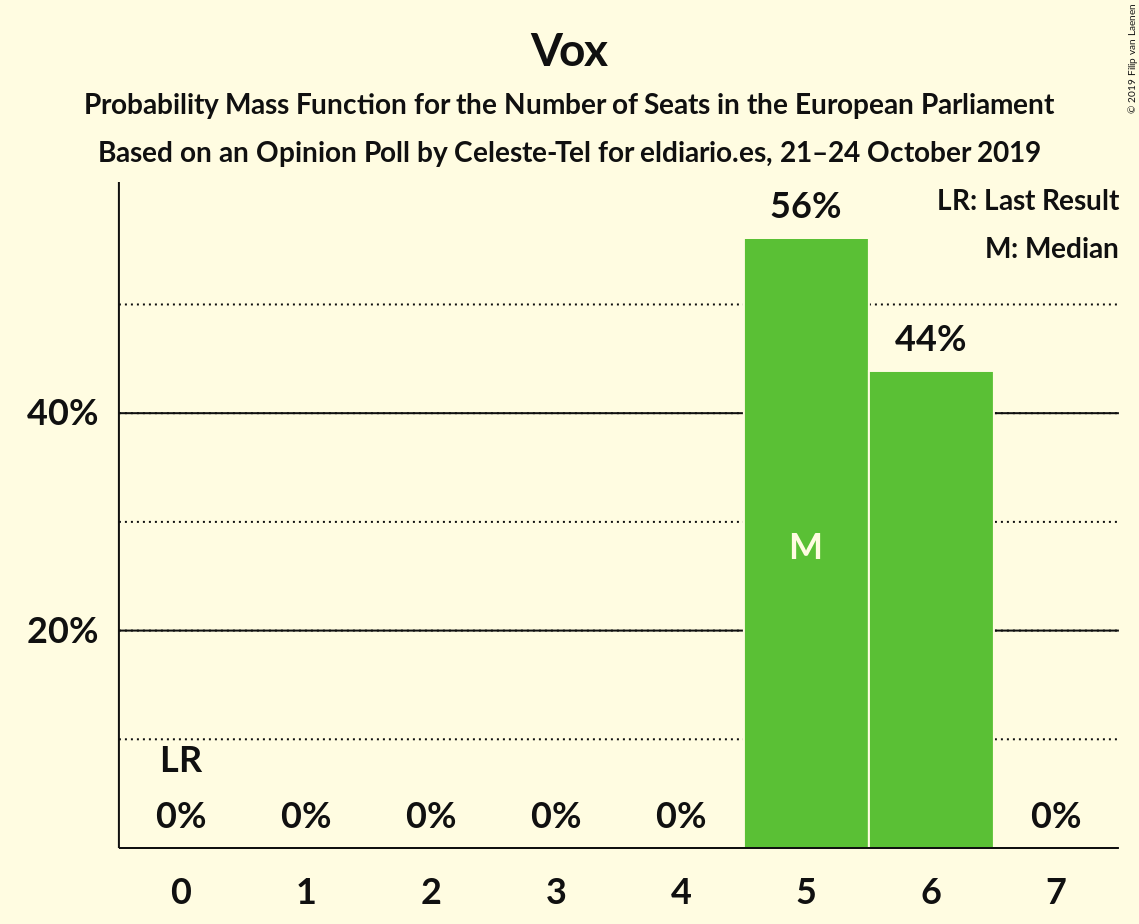 Vox
Probability Mass Function for the Number of Seats in the European Parliament
Based on an Opinion Poll by Celeste-Tel for eldiario.es, 21–24 October 2019
© 2019 Filip van Laenen
LR: Last Result
M: Median
56%
44%
40%
M
20%
LR
0% 0% 0% 0% 0% 0%
0 1 2 3 4 5 6 7